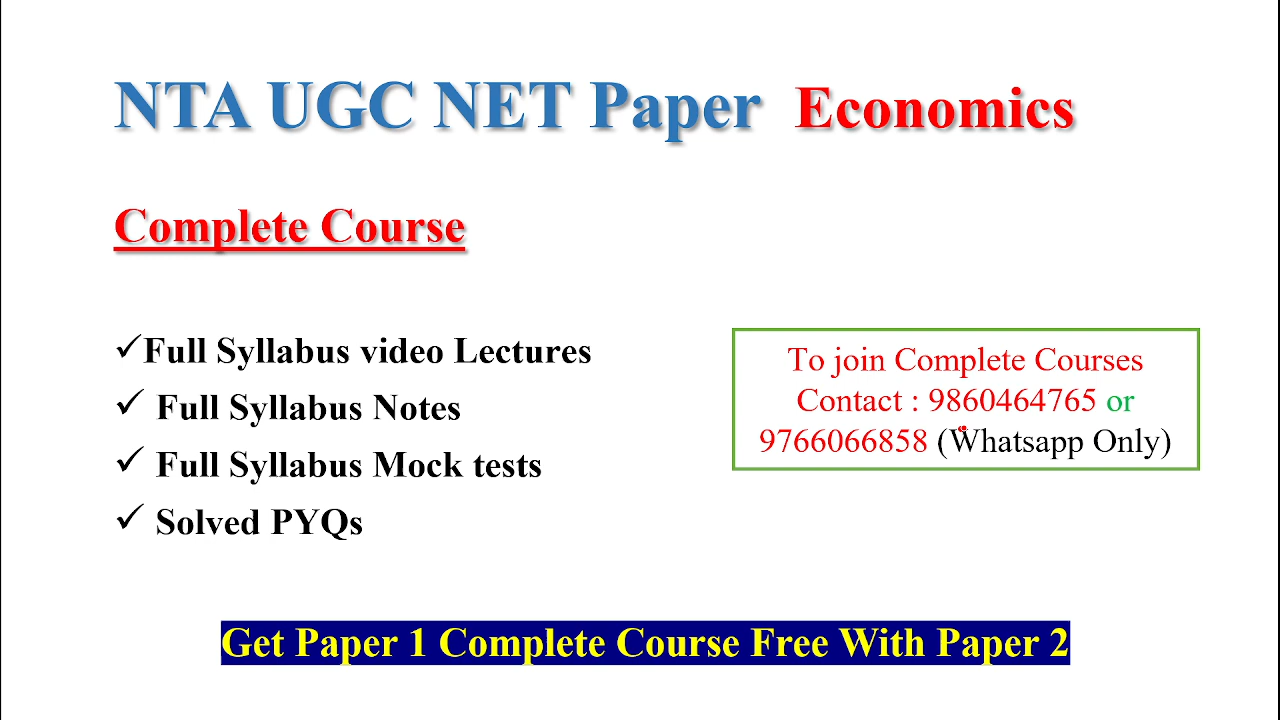 NTA UGC NET Paper Economics
Complete Course
✓Full Syllabus video Lectures
✓ Full Syllabus Notes
✓ Full Syllabus Mock tests
✓ Solved PYQs
To join Complete Courses
Contact : 9860464765 or
9766066858 (Whatsapp Only)
Get Paper 1 Complete Course Free With Paper 2